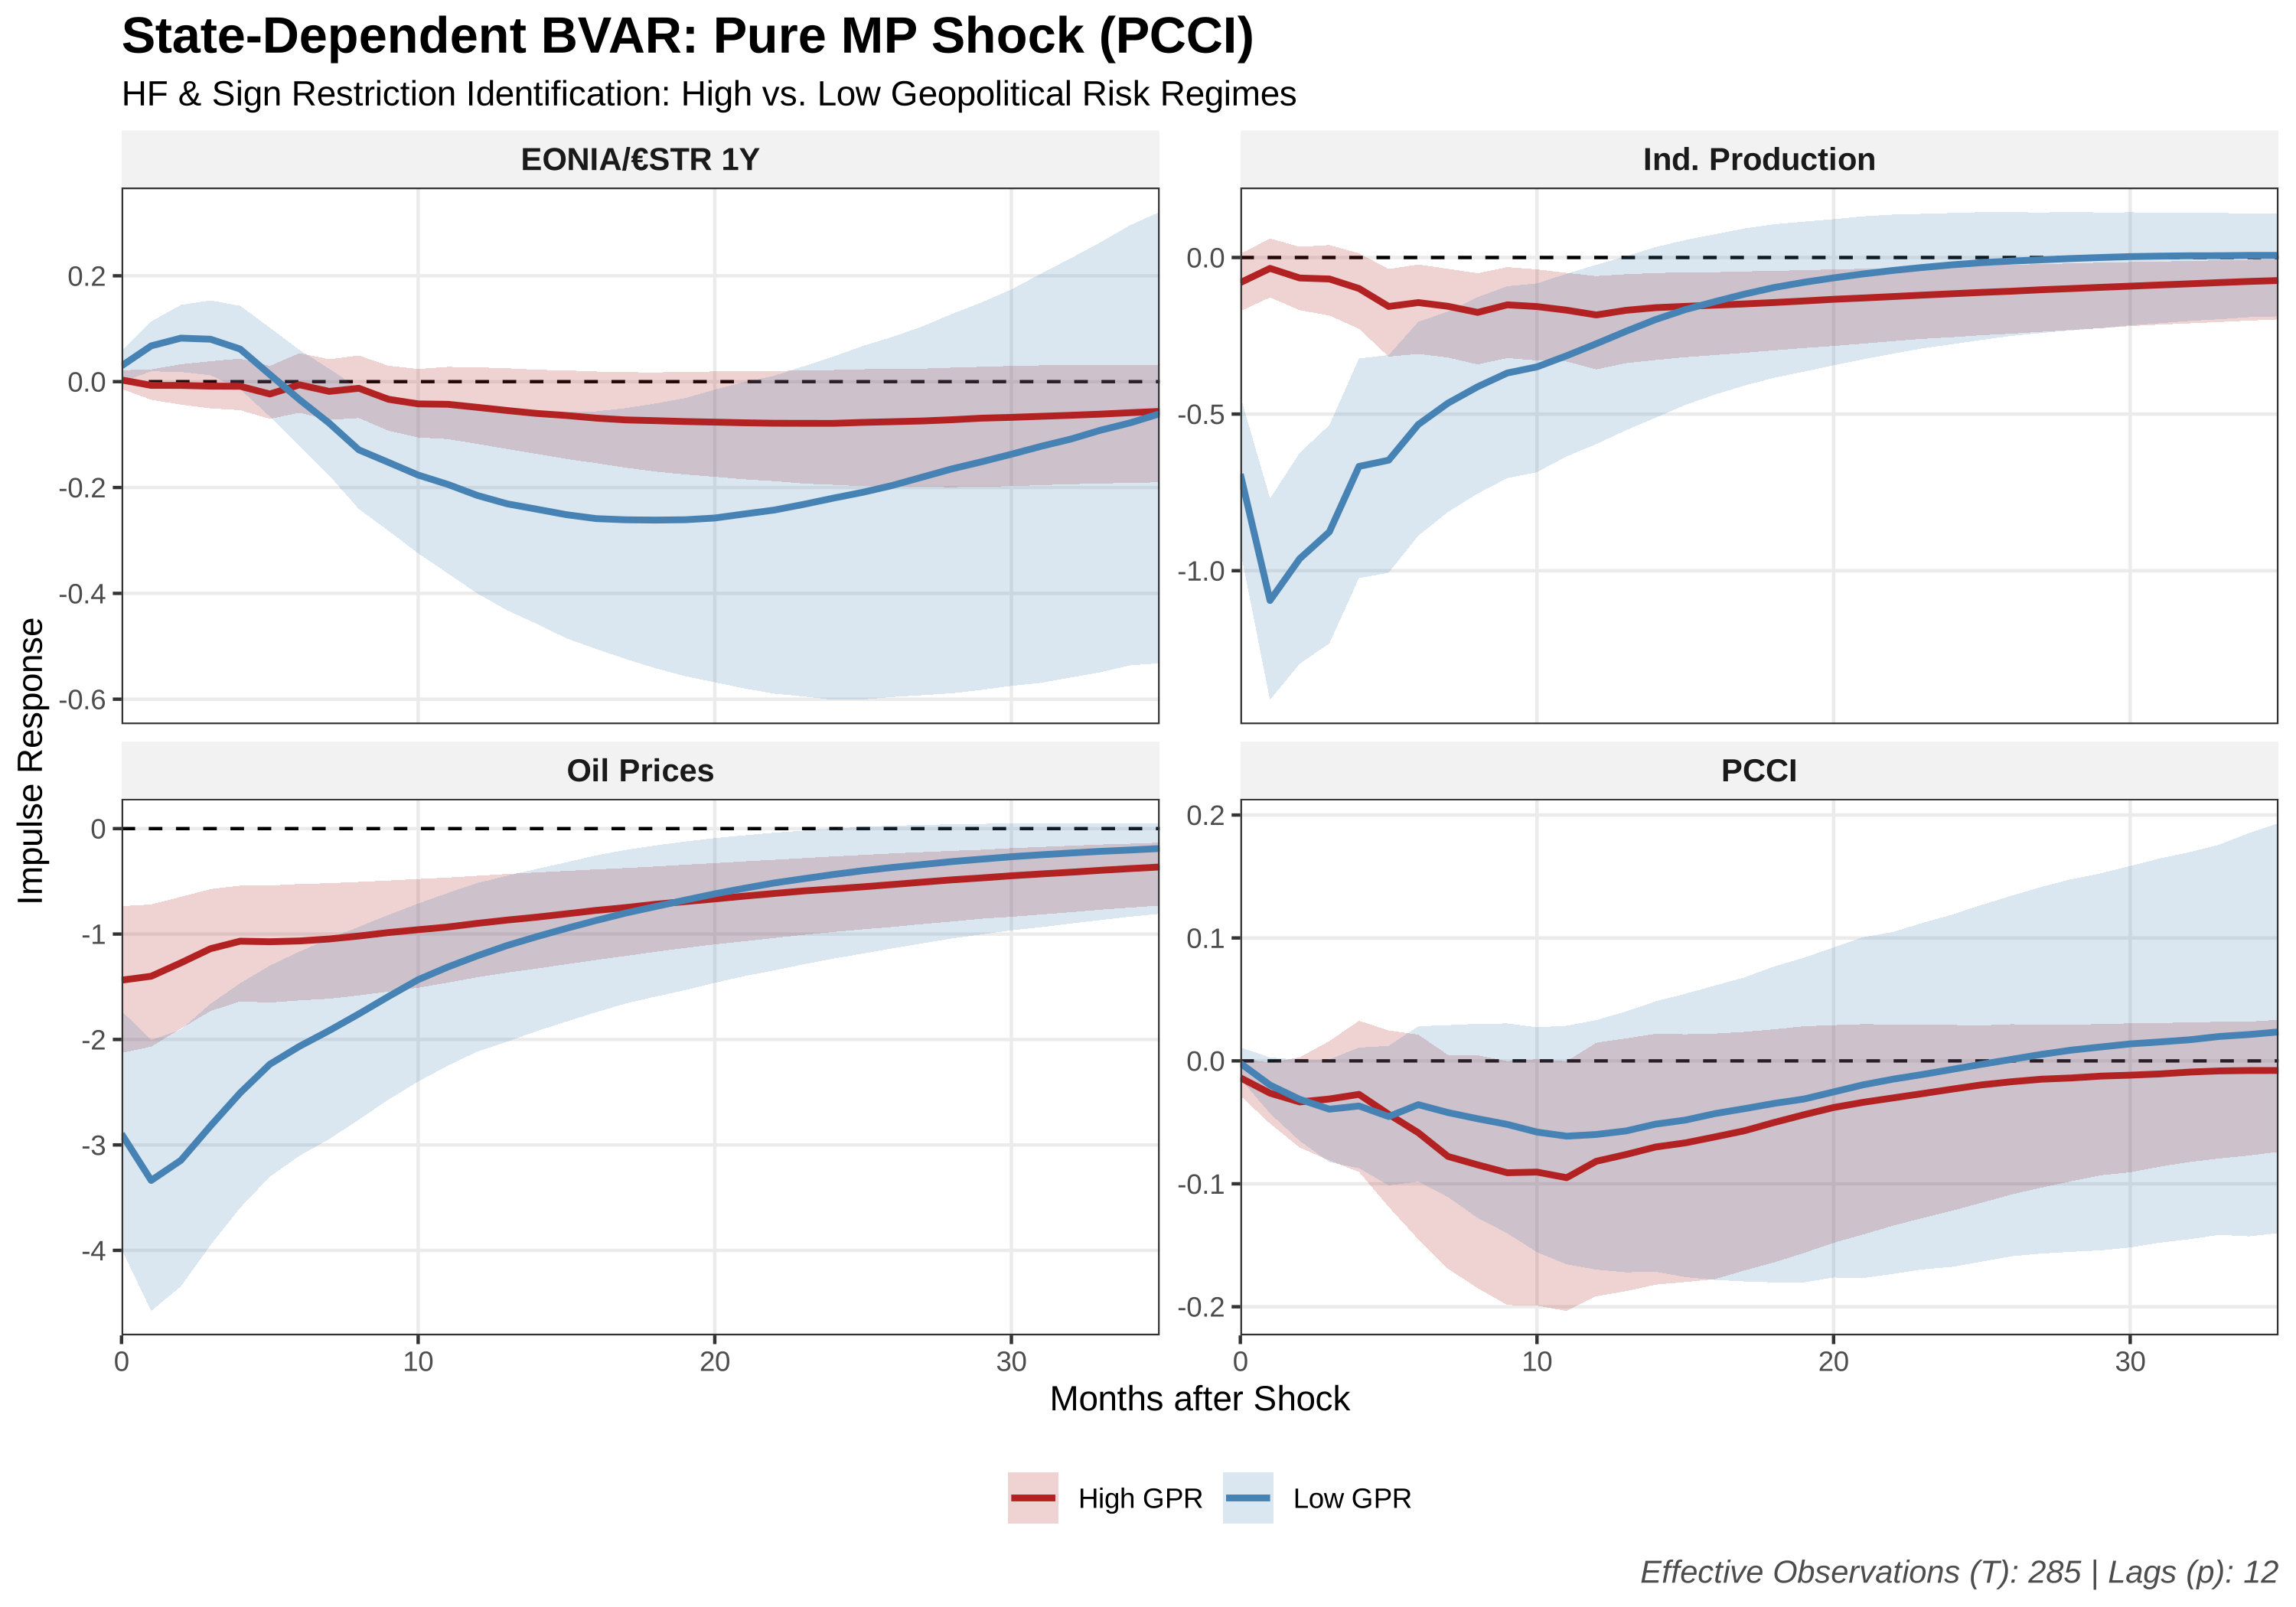 State-Dependent BVAR: Pure MP Shock (PCCI)
HF & Sign Restriction Identification: High vs. Low Geopolitical Risk Regimes
EONIA/€STR 1Y
Ind. Production
0.2
0.0
-0.2
-0.4
-0.6
0.0
-0.5
-1.0
Impulse Response
Oil Prices
PCCI
0
-1
-2
-3
-4
0.2
0.1
0.0
-0.1
-0.2
0 10 20 30
0 10 20 30
Months after Shock
High GPR Low GPR
Effective Observations (T): 285 | Lags (p): 12